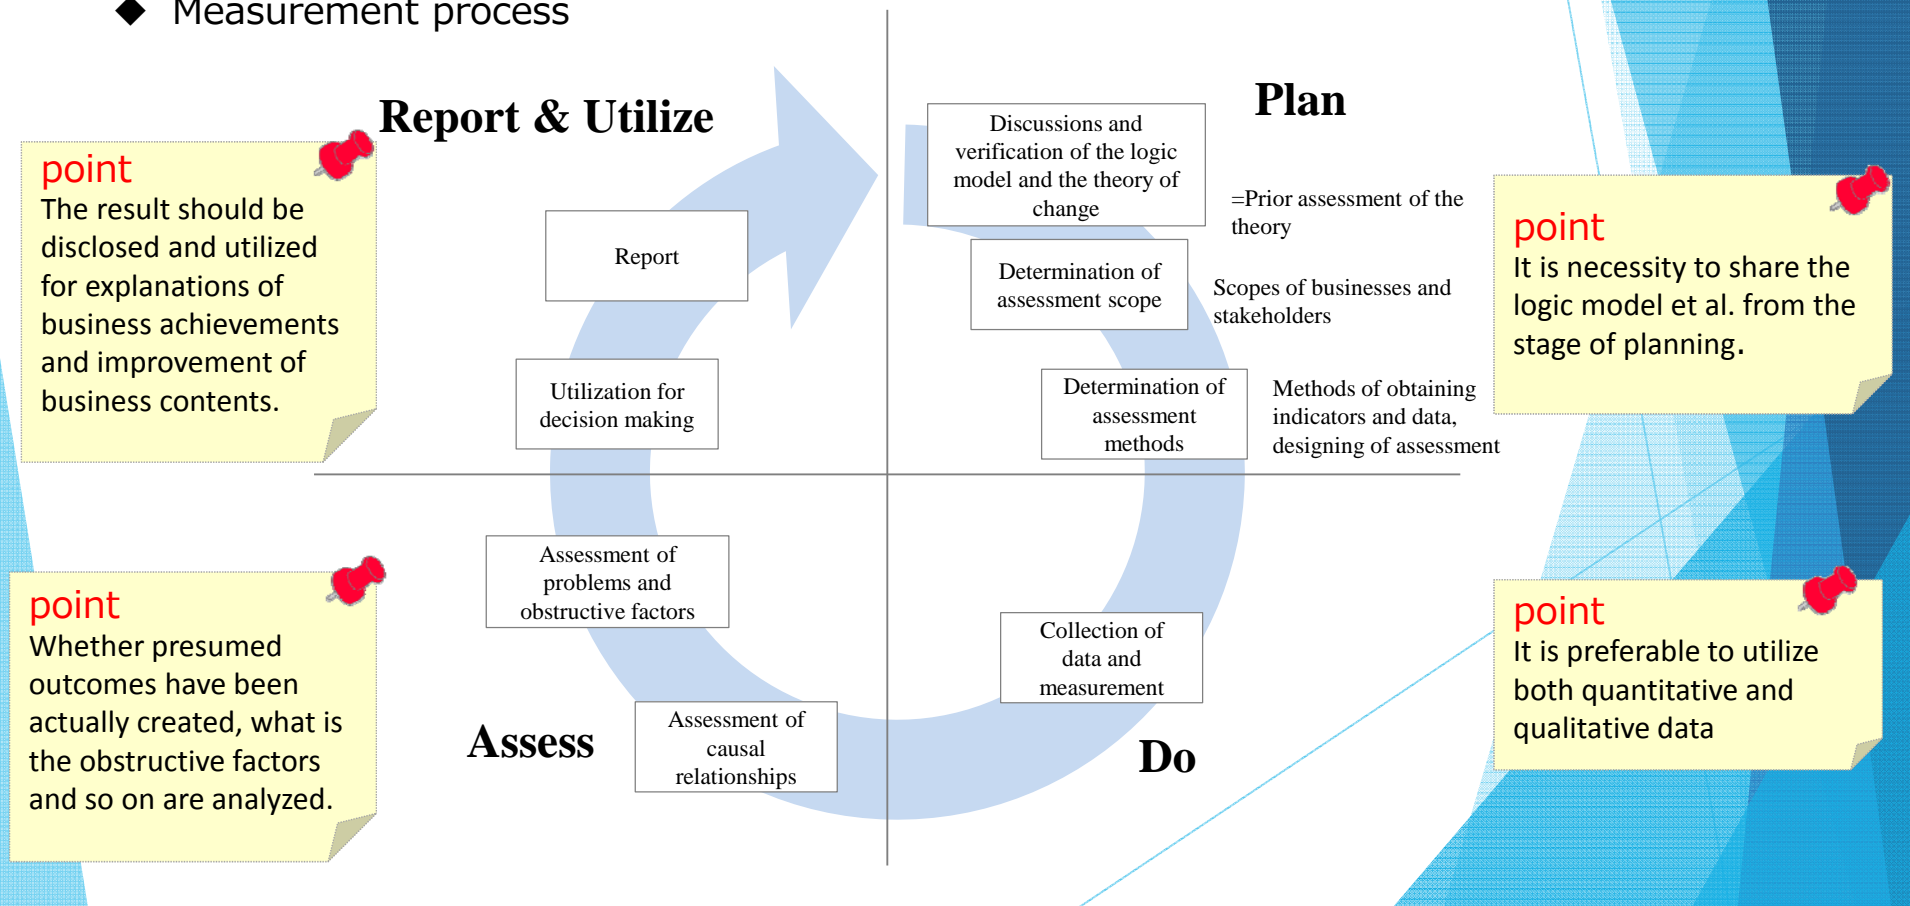 ◆ Measurement process
Report & Utilize
point
The result should be
disclosed and utilized
for explanations of
business achievements
and improvement of
business contents.
Report
Utilization for
decision making
Plan
Discussions and
verification of the logic
model and the theory of
change
=Prior assessment of the
theory
Determination of
assessment scope
Scopes of businesses and
stakeholders
Determination of
assessment
methods
Methods of obtaining
indicators and data,
designing of assessment
point
It is necessity to share the
logic model et al. from the
stage of planning.
Assessment of
problems and
obstructive factors
point
Whether presumed
outcomes have been
actually created, what is
the obstructive factors
and so on are analyzed.
Assess
Assessment of
causal
relationships
Collection of
data and
measurement
Do
point
It is preferable to utilize
both quantitative and
qualitative data